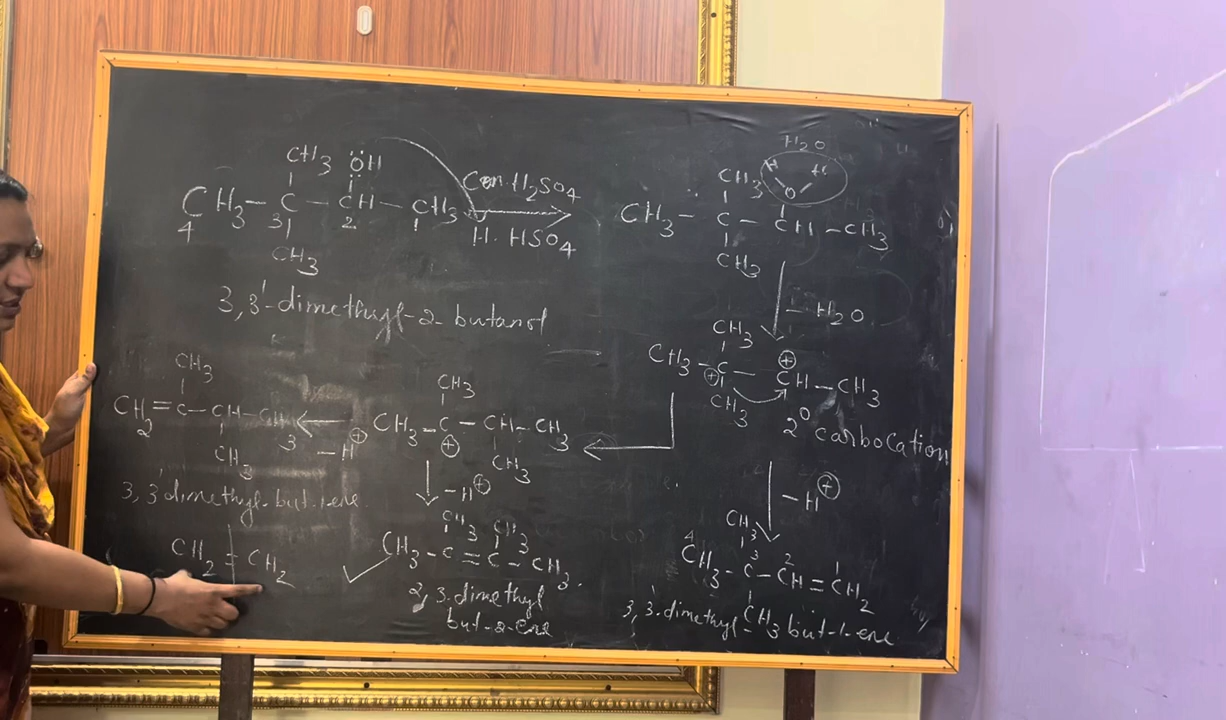 CH3 ÖH
CH3 - C - CH - CH3
4 3 2 1
CH3
Con. H2SO4
H. HSO4
3,3'-dimethyl-2-butanol
H2O
H H
CH3 O
CH3 - C - CH - CH3
CH3
- H2O
CH3 ⊕
CH3 - C - CH - CH3
⊕
CH3
2° carbocation
CH3
CH3 - C - CH - CH3
⊕ CH3
- H⊕
CH3
CH2 = C - CH - CH3
CH3
3,3'dimethyl-but-1-ene
- H⊕
CH3 CH3
CH3 - C = C - CH3.
2,3-dimethyl
but-2-ene
CH2 = CH2
- H⊕
CH3
4 3 2 1
CH3 - C - CH = CH2
CH3
3,3-dimethyl-but-1-ene